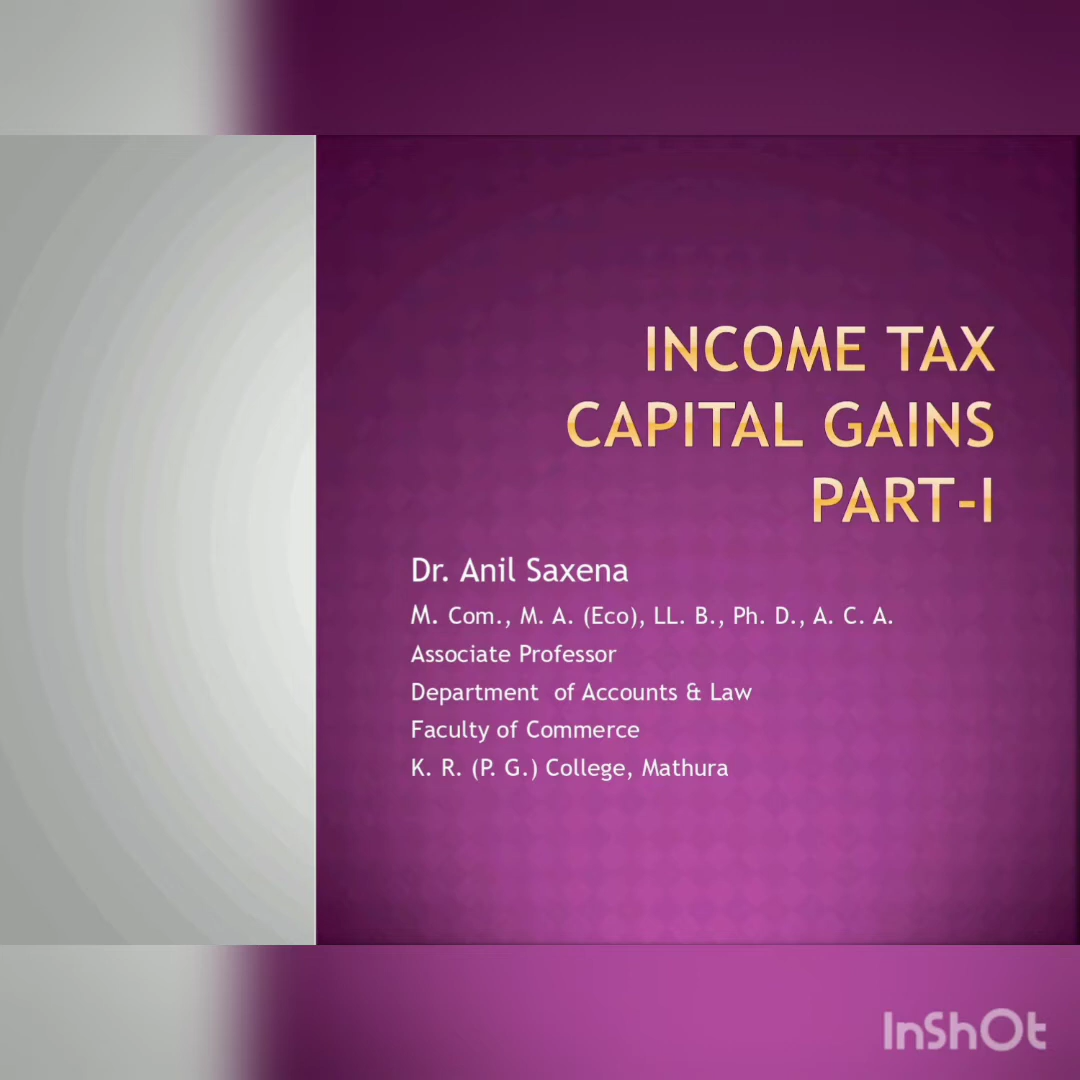 INCOME TAX
CAPITAL GAINS
PART-I
Dr. Anil Saxena
M. Com., M. A. (Eco), LL. B., Ph. D., A. C. A.
Associate Professor
Department of Accounts & Law
Faculty of Commerce
K. R. (P. G.) College, Mathura
InShOt